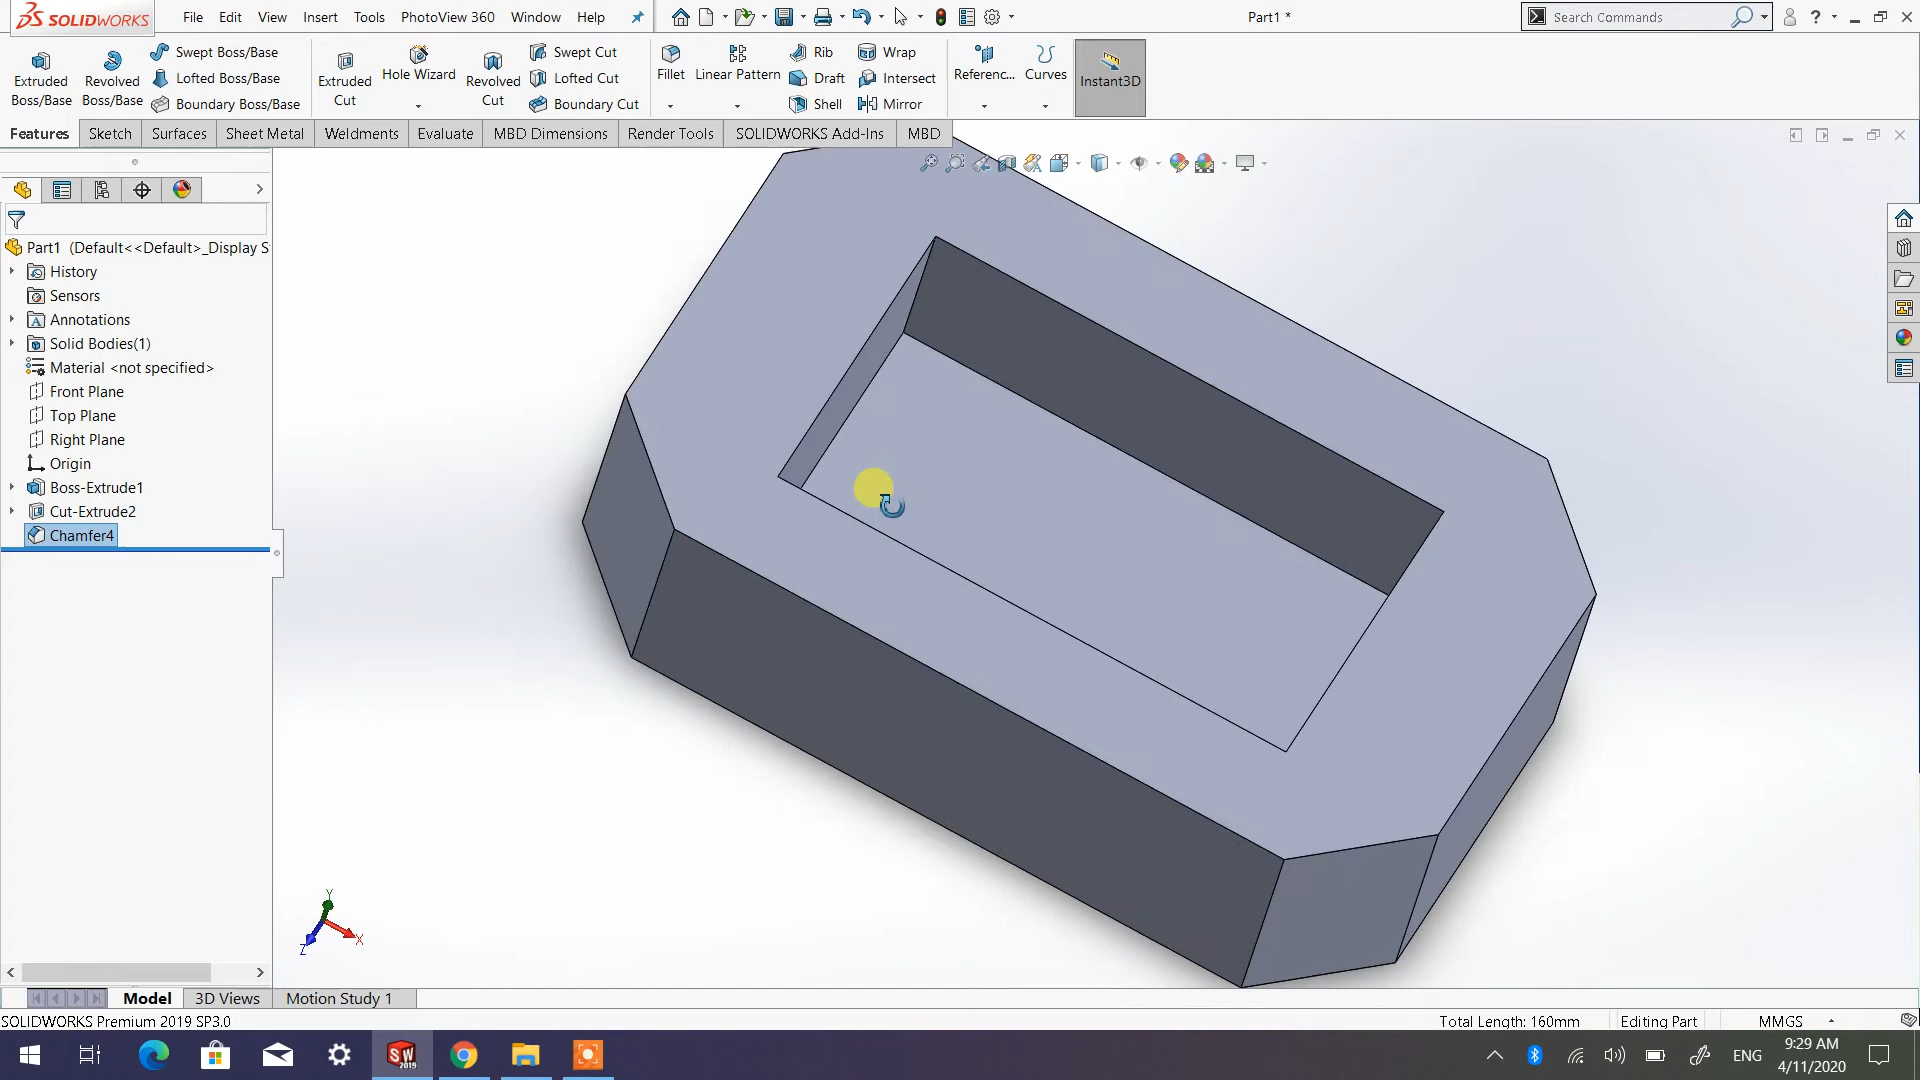 SOLIDWORKS File Edit View Insert Tools PhotoView 360 Window Help Part1 * Search Commands
Extruded Boss/Base
Revolved Boss/Base
Swept Boss/Base
Lofted Boss/Base
Boundary Boss/Base
Extruded Cut
Hole Wizard
Revolved Cut
Swept Cut
Lofted Cut
Boundary Cut
Fillet
Linear Pattern
Rib
Draft
Shell
Wrap
Intersect
Mirror
Referenc...
Curves
Instant3D
Features Sketch Surfaces Sheet Metal Weldments Evaluate MBD Dimensions Render Tools SOLIDWORKS Add-Ins MBD
Part1 (Default<<Default>_Display S
History
Sensors
Annotations
Solid Bodies(1)
Material <not specified>
Front Plane
Top Plane
Right Plane
Origin
Boss-Extrude1
Cut-Extrude2
Chamfer4
Y
X
Z
Model 3D Views Motion Study 1
SOLIDWORKS Premium 2019 SP3.0 Total Length: 160mm Editing Part MMGS
SW 2019
ENG
9:29 AM
4/11/2020